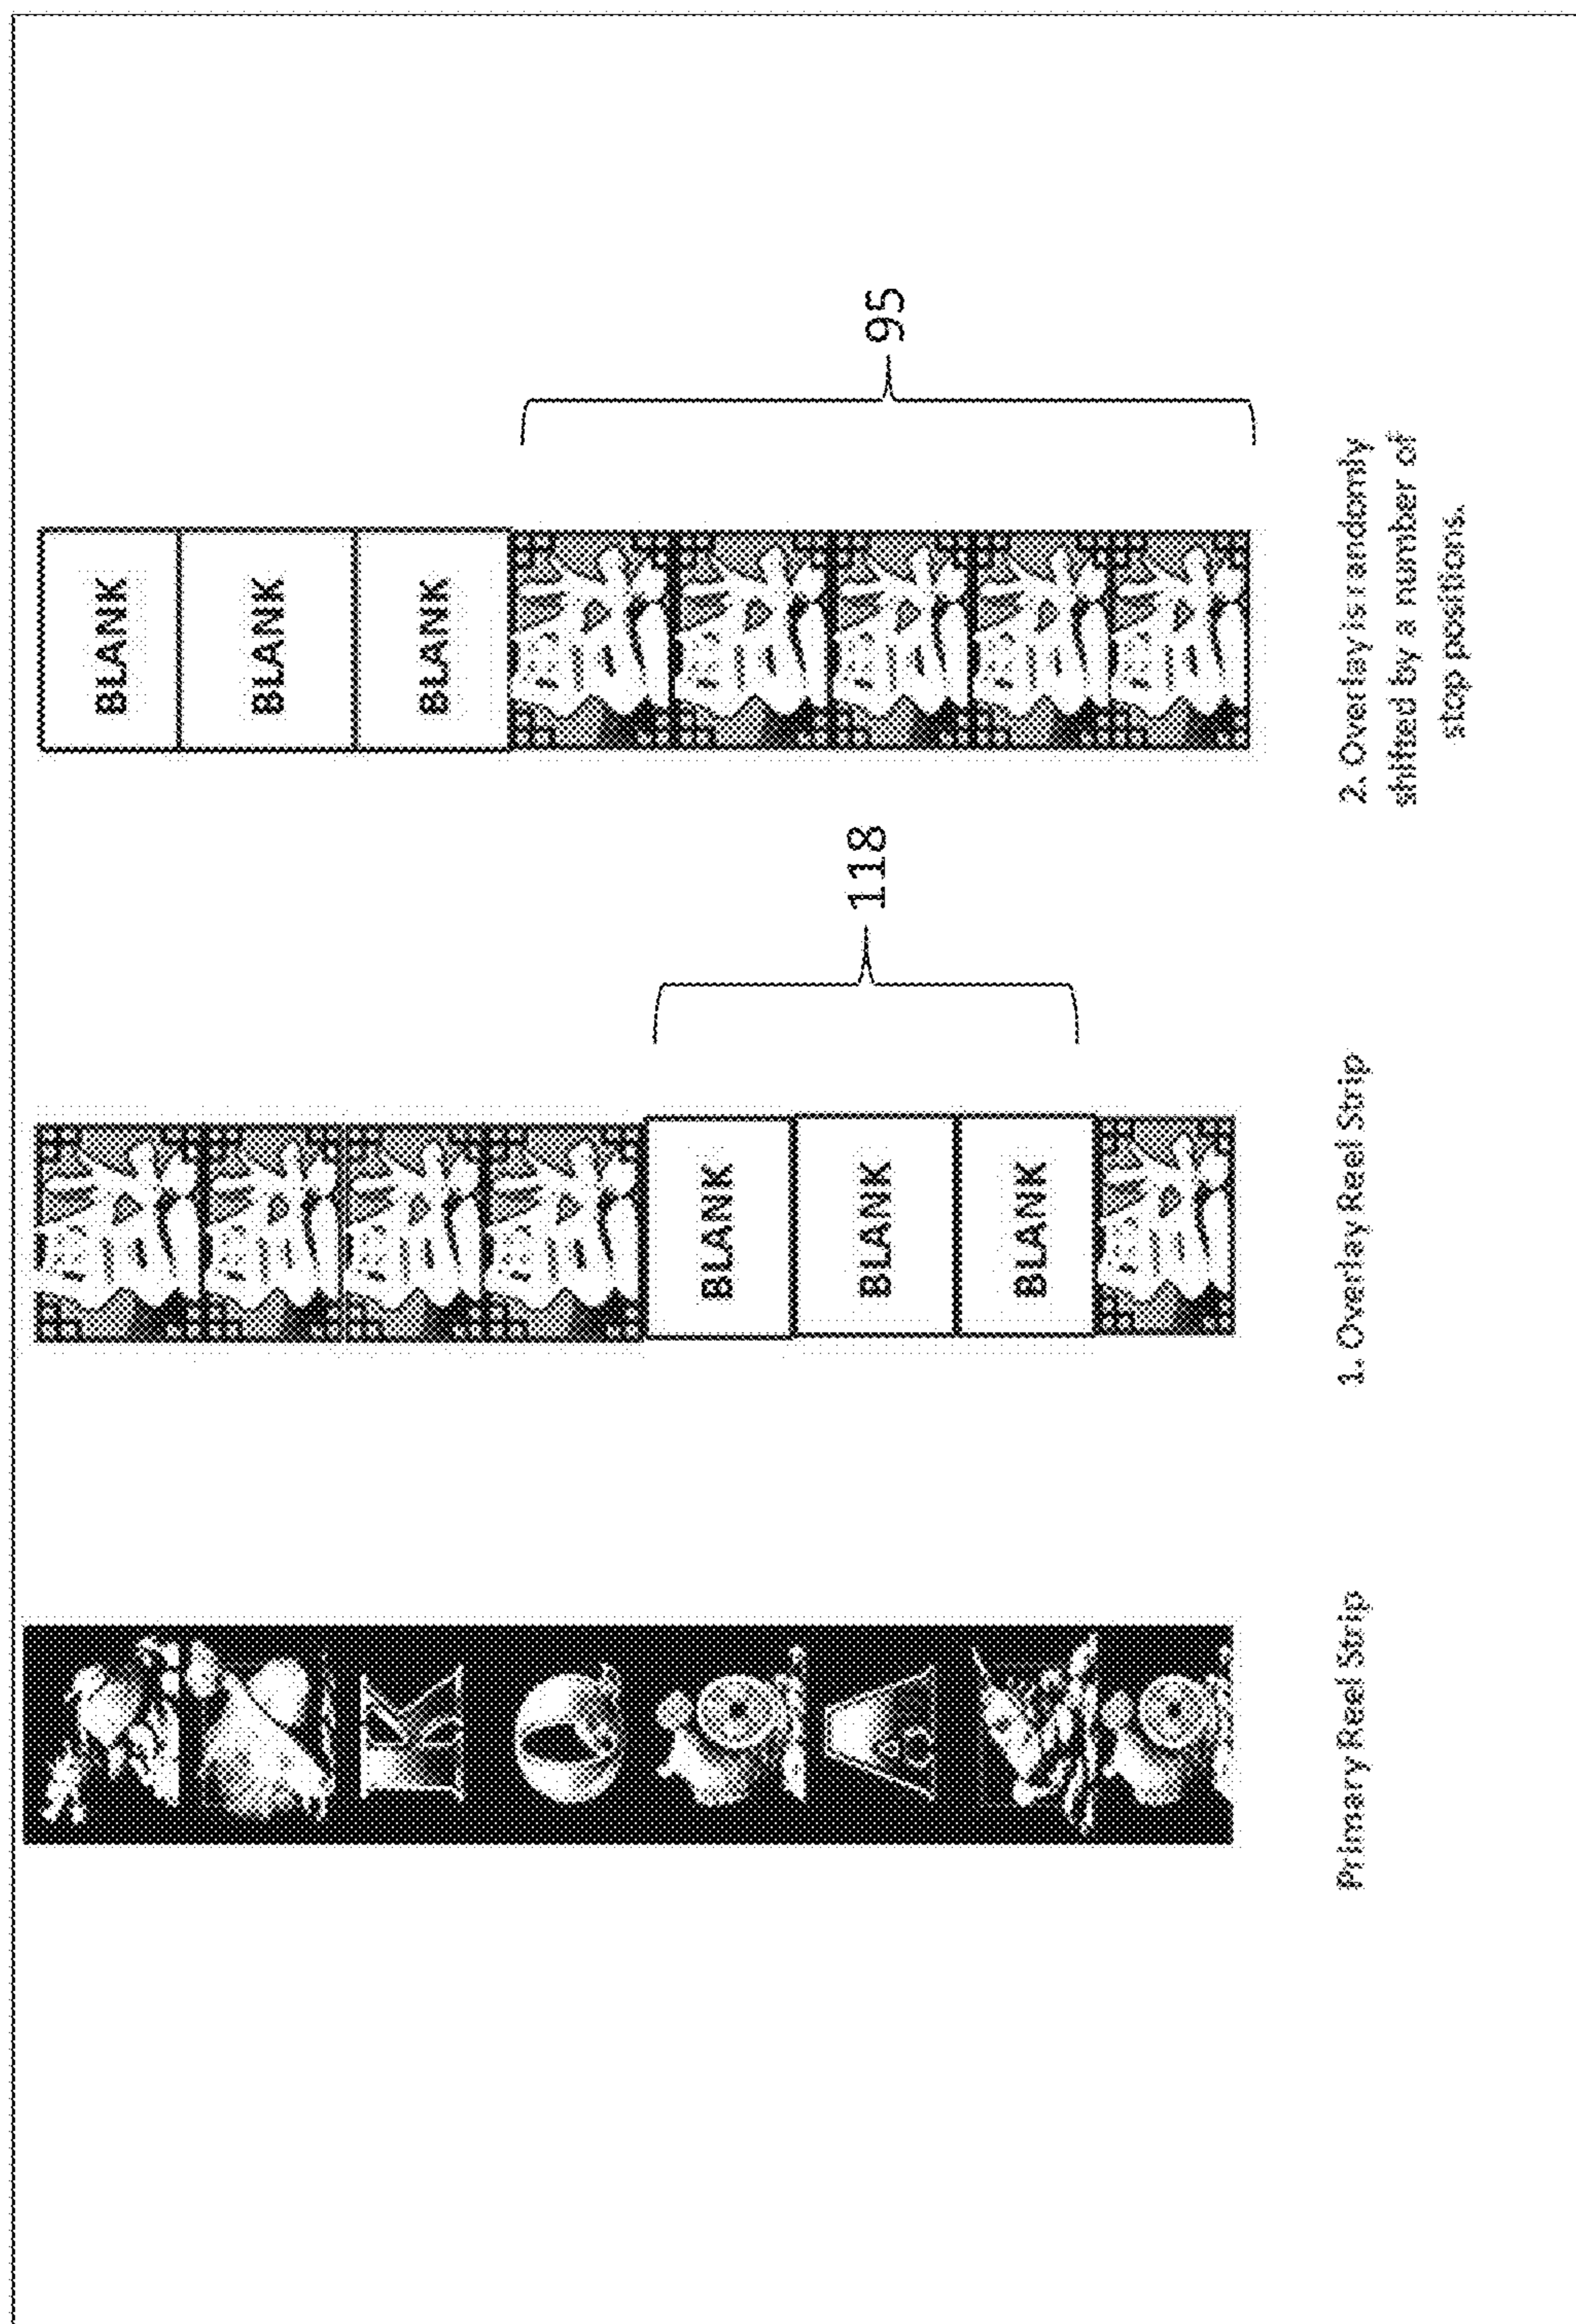 K
Q
A
Primary Reel Strip
BLANK
BLANK
BLANK
118
1. Overlay Reel Strip
BLANK
BLANK
BLANK
95
2. Overlay is randomly
shifted by a number of
stop positions.